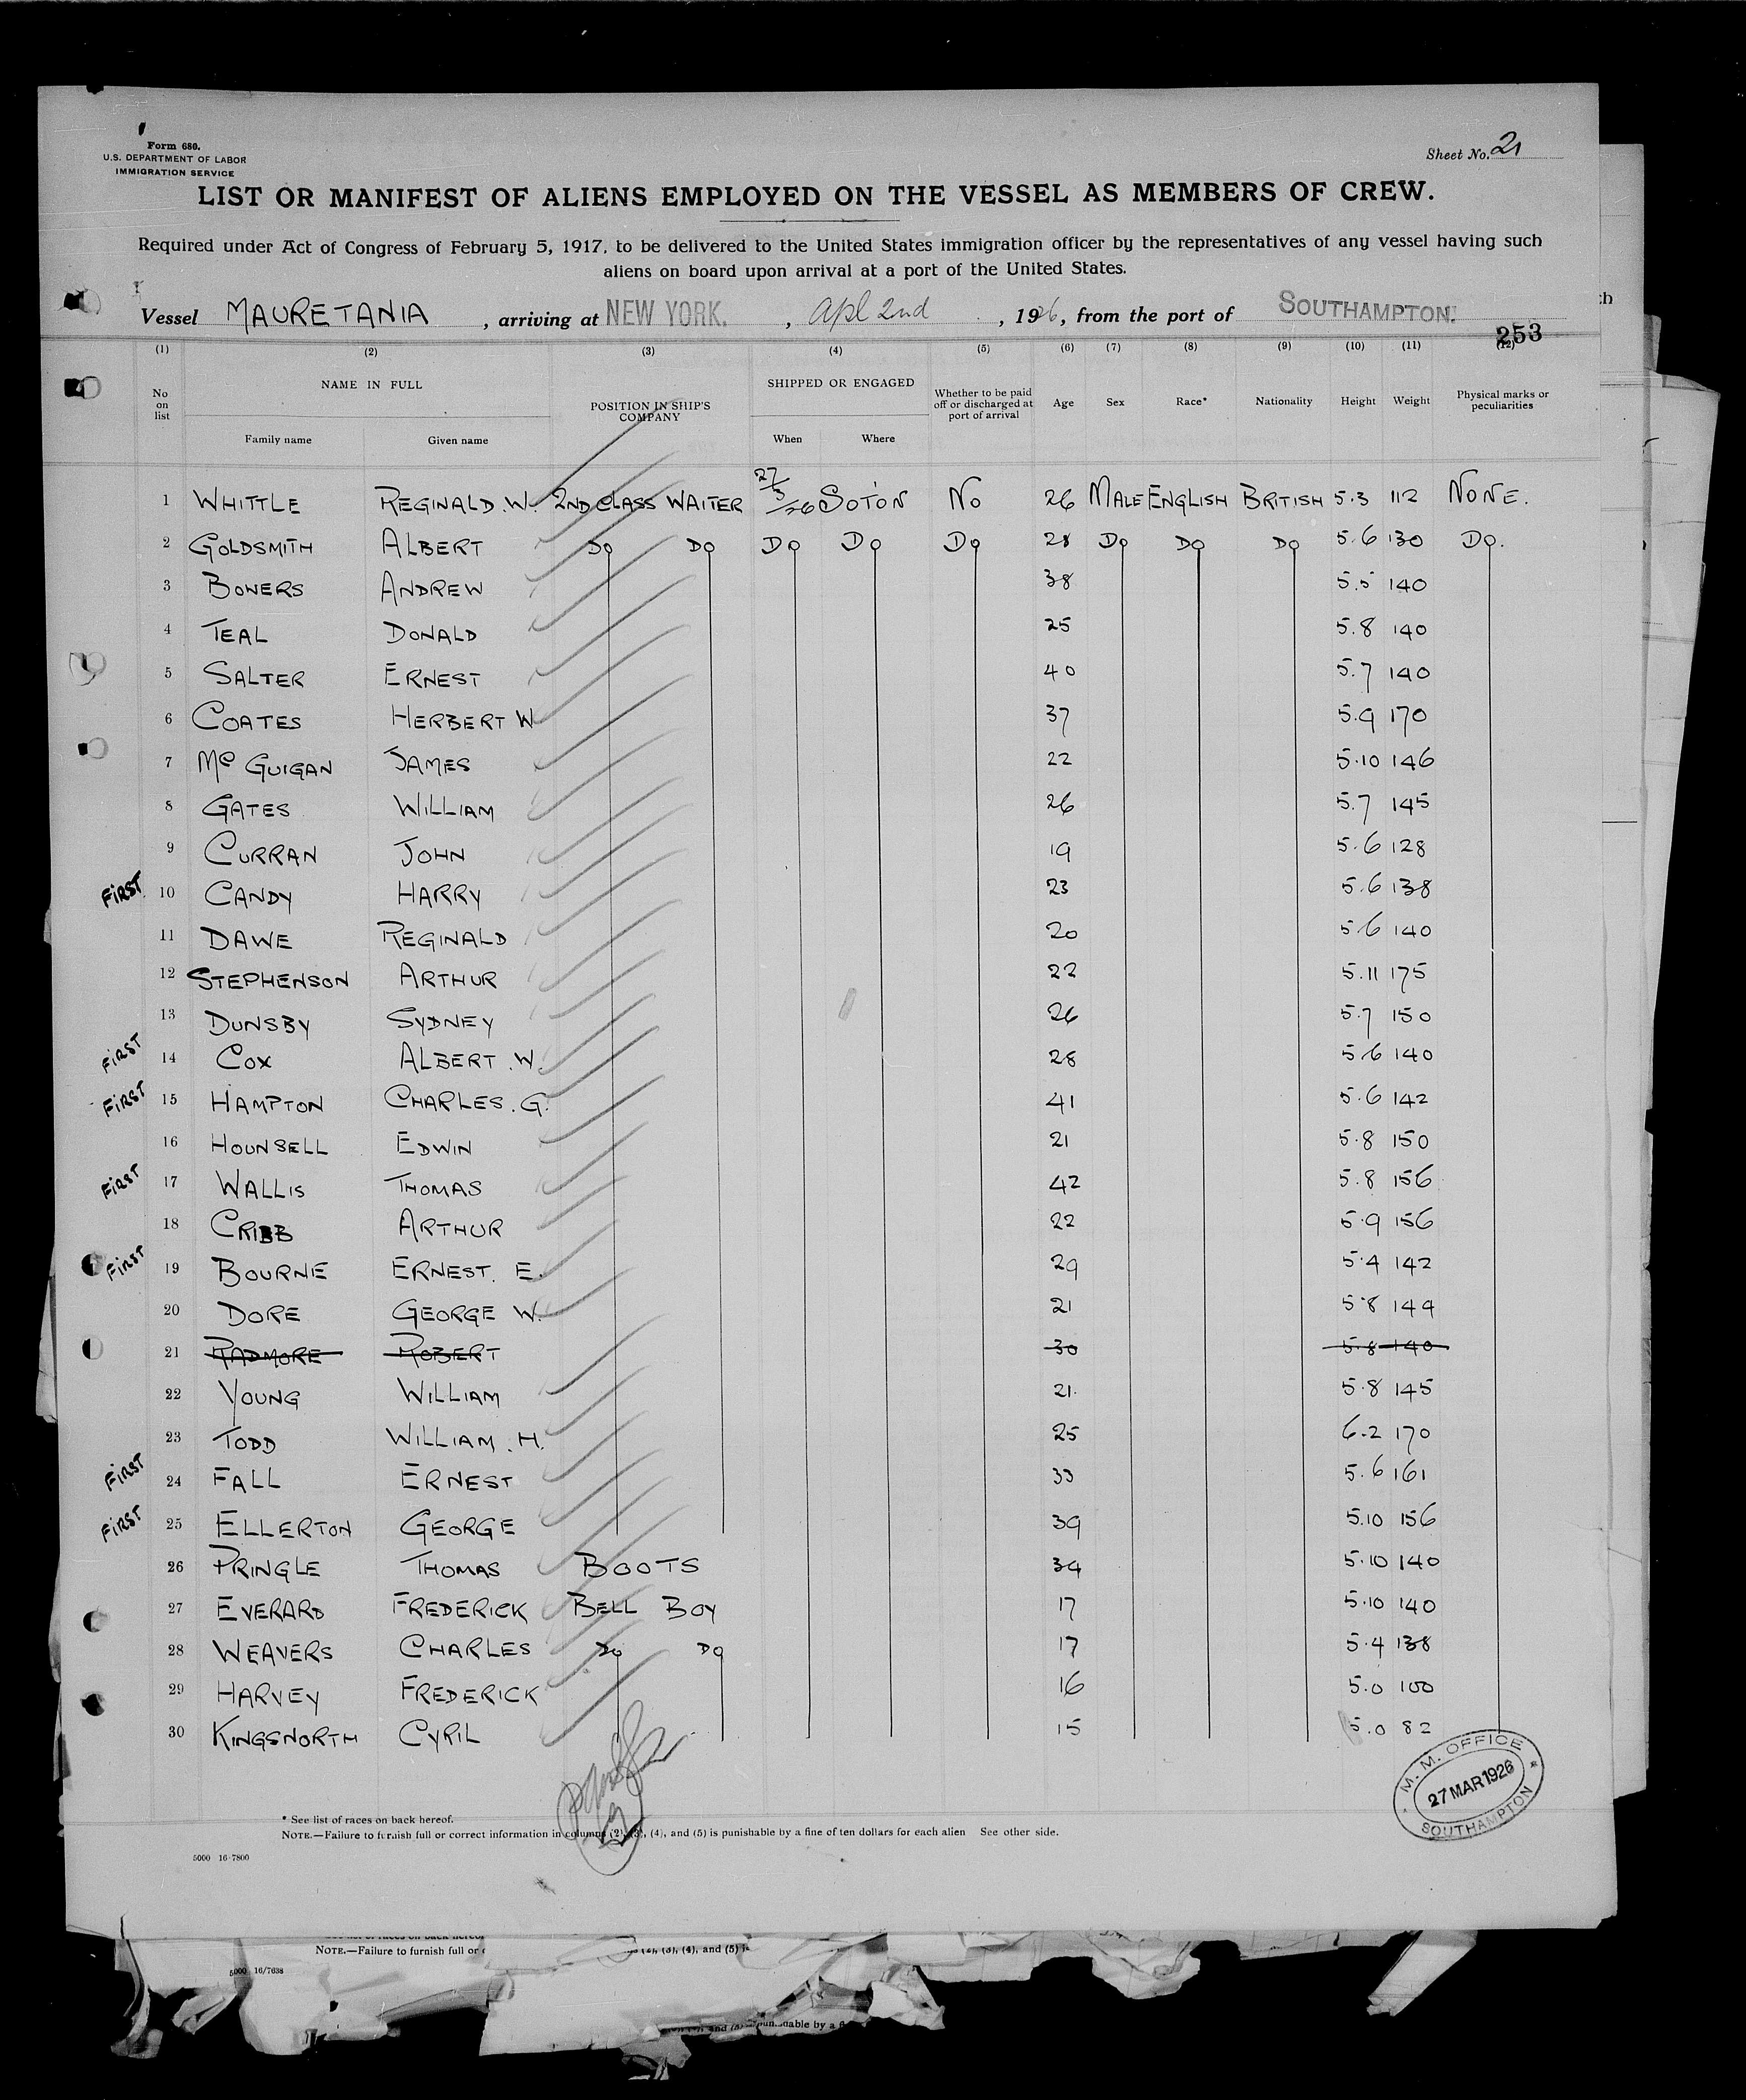 Form 680.
U.S. DEPARTMENT OF LABOR
IMMIGRATION SERVICE
Sheet No. 21
LIST OR MANIFEST OF ALIENS EMPLOYED ON THE VESSEL AS MEMBERS OF CREW.
Required under Act of Congress of February 5, 1917, to be delivered to the United States immigration officer by the representatives of any vessel having such
aliens on board upon arrival at a port of the United States.
Vessel MAURETANIA, arriving at NEW YORK., Apl 2nd, 1926, from the port of SOUTHAMPTON.
253
(1) (2) (3) (4) (5) (6) (7) (8) (9) (10) (11) (12)
No on list NAME IN FULL POSITION IN SHIP'S COMPANY SHIPPED OR ENGAGED Whether to be paid off or discharged at port of arrival Age Sex Race* Nationality Height Weight Physical marks or peculiarities
Family name Given name When Where
1 WHITTLE REGINALD.W. 2ND CLASS WAITER 27/3/26 SOTON NO 26 MALE ENGLISH BRITISH 5.3 112 NONE.
2 GOLDSMITH ALBERT DO DO DO DO DO 28 DO DO DO 5.6 130 DO.
3 BOWERS ANDREW 38 5.5 140
4 TEAL DONALD 25 5.8 140
5 SALTER ERNEST 40 5.7 140
6 COATES HERBERT W 37 5.9 170
7 Mc GUIGAN JAMES 22 5.10 146
8 GATES WILLIAM 26 5.7 145
9 CURRAN JOHN 19 5.6 128
FIRST 10 CANDY HARRY 23 5.6 138
11 DAWE REGINALD 20 5.6 140
12 STEPHENSON ARTHUR 22 5.11 175
13 DUNSBY SYDNEY 26 5.7 150
FIRST 14 COX ALBERT.W. 28 5.6 140
FIRST 15 HAMPTON CHARLES.G. 41 5.6 142
16 HOUNSELL EDWIN 21 5.8 150
FIRST 17 WALLIS THOMAS 42 5.8 156
18 CRIBB ARTHUR 22 5.9 156
FIRST 19 BOURNE ERNEST. E. 29 5.4 142
20 DORE GEORGE W. 21 5.8 144
21 RADMORE ROBERT 30 5.8 140
22 YOUNG WILLIAM 21. 5.8 145
23 TODD WILLIAM.H. 25 6.2 170
FIRST 24 FALL ERNEST 33 5.6 161
FIRST 25 ELLERTON GEORGE 39 5.10 156
26 PRINGLE THOMAS BOOTS 34 5.10 140
27 EVERARD FREDERICK BELL BOY 17 5.10 140
28 WEAVERS CHARLES DO DO 17 5.4 138
29 HARVEY FREDERICK 16 5.0 100
30 KINGSNORTH CYRIL 15 5.0 82
M.M. OFFICE
27 MAR 1926
SOUTHAMPTON
* See list of races on back hereof.
NOTE.—Failure to furnish full or correct information in columns (2), (3), (4), and (5) is punishable by a fine of ten dollars for each alien See other side.
5000 16-7800
NOTE.—Failure to furnish full or
(3), (4), and (5)
5000 16/7638